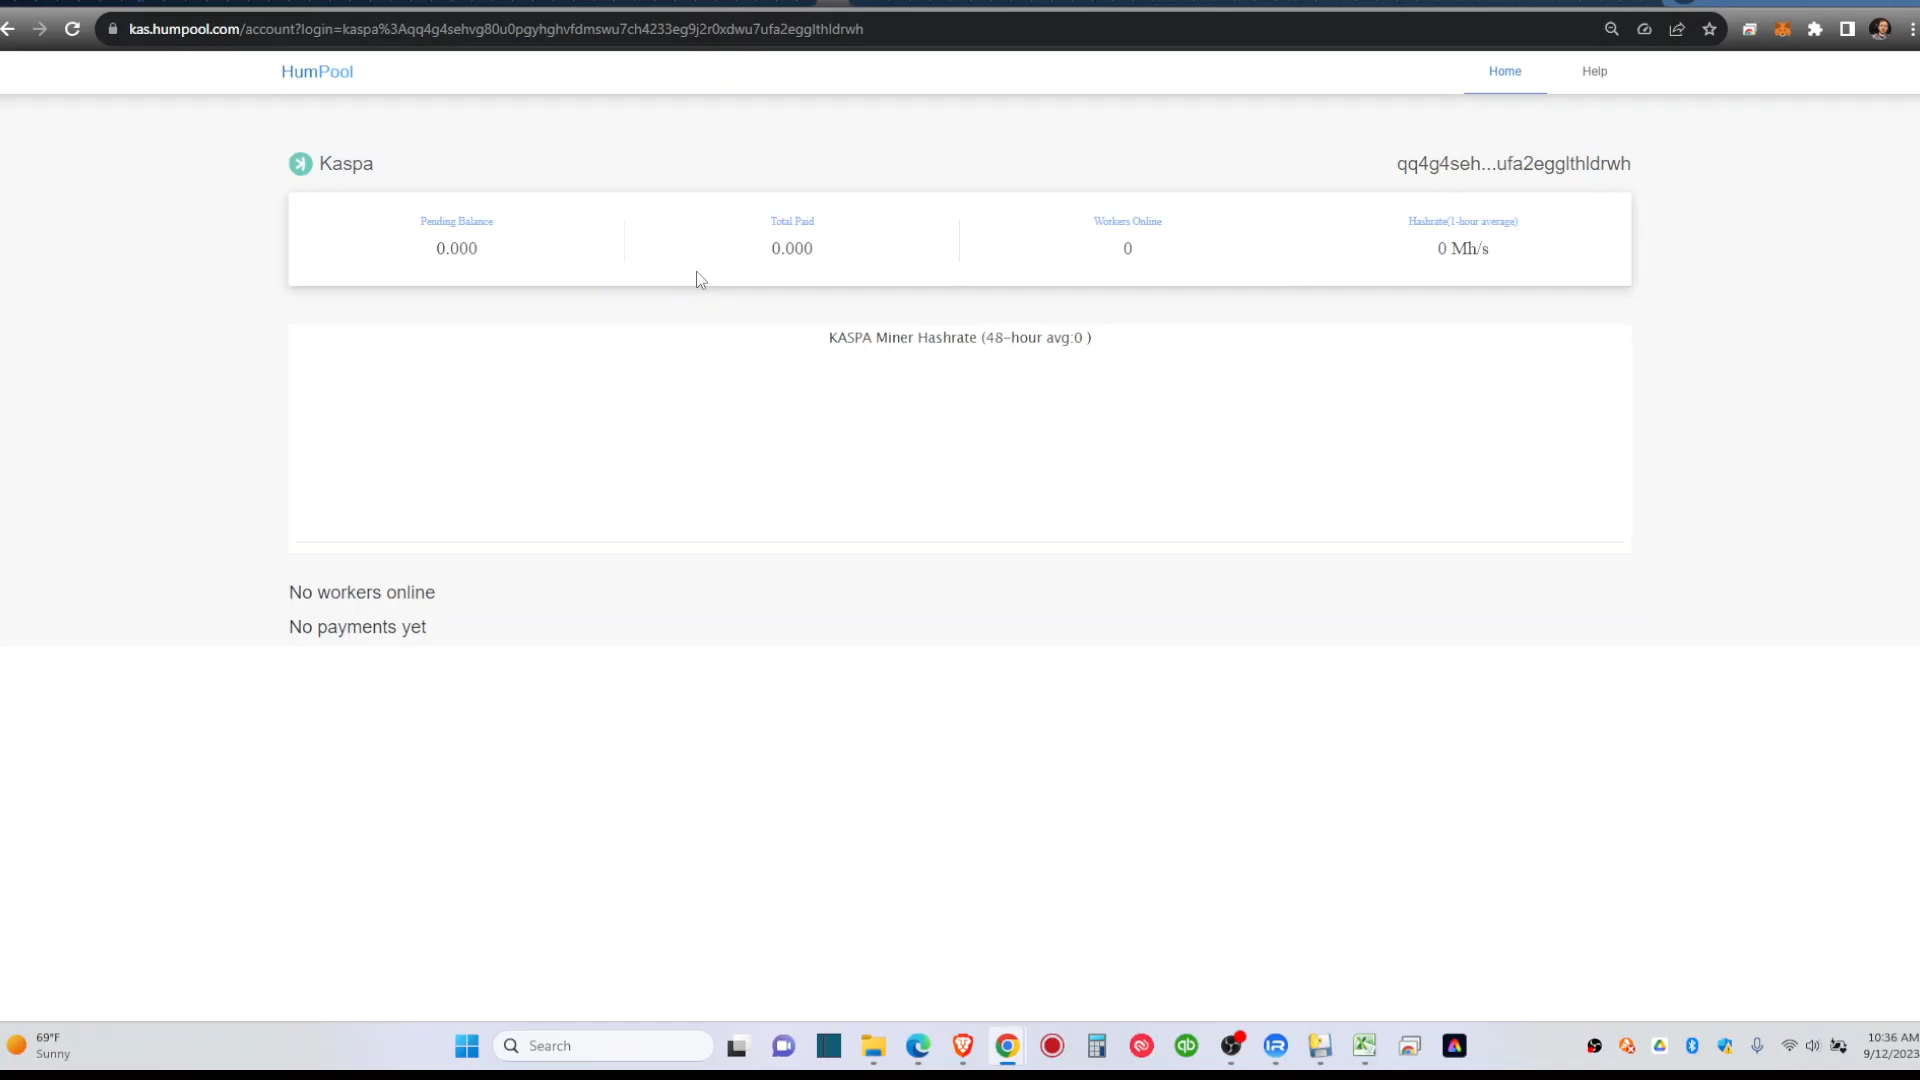 kas.humpool.com/account?login=kaspa%3Aqq4g4sehvg80u0pgyhghvfdmswu7ch4233eg9j2r0xdwu7ufa2egglthldrwh
HumPool
Home
Help
Kaspa
qq4g4seh...ufa2egglthldrwh
Pending Balance
Total Paid
Workers Online
Hashrate(1-hour average)
0.000
0.000
0
0 Mh/s
KASPA Miner Hashrate (48-hour avg:0 )
No workers online
No payments yet
69°F
Sunny
Search
10:36 AM
9/12/2023